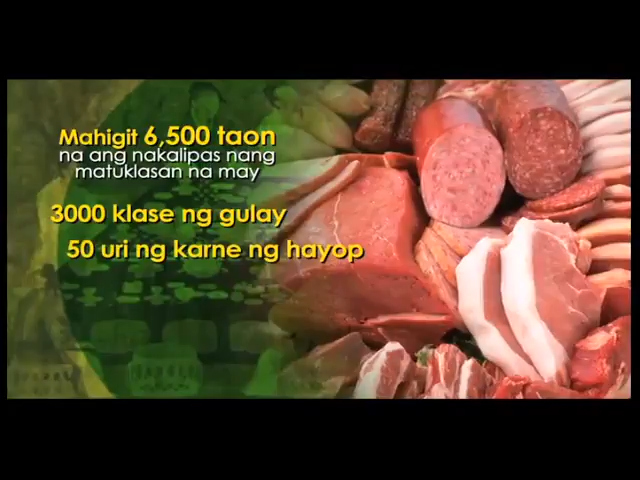 Mahigit 6,500 taon
na ang nakalipas nang
matuklasan na may
3000 klase ng gulay
50 uri ng karne ng hayop